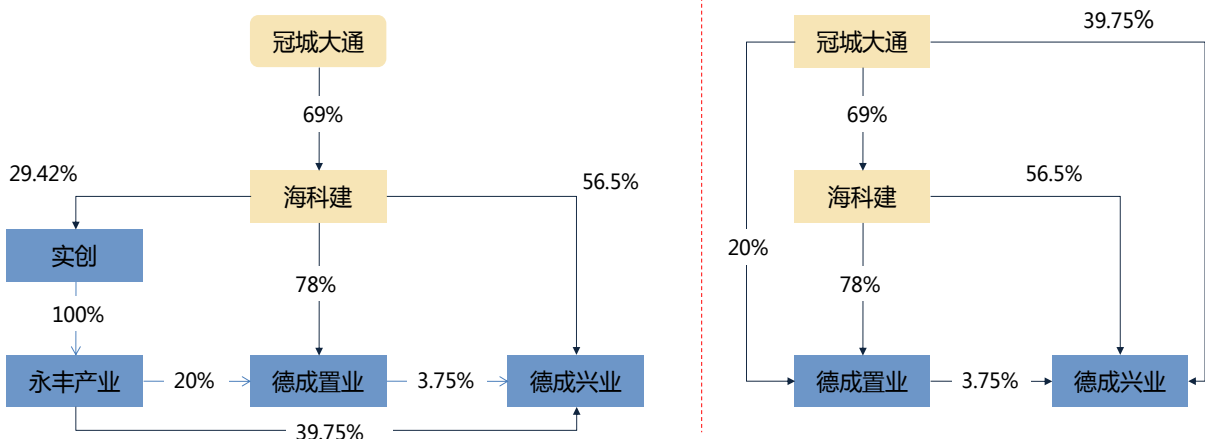 冠城大通
69%
29.42%
海科建
56.5%
实创
78%
100%
永丰产业
20%
德成置业
3.75%
德成兴业
39.75%
冠城大通
39.75%
69%
海科建
56.5%
20%
78%
德成置业
3.75%
德成兴业